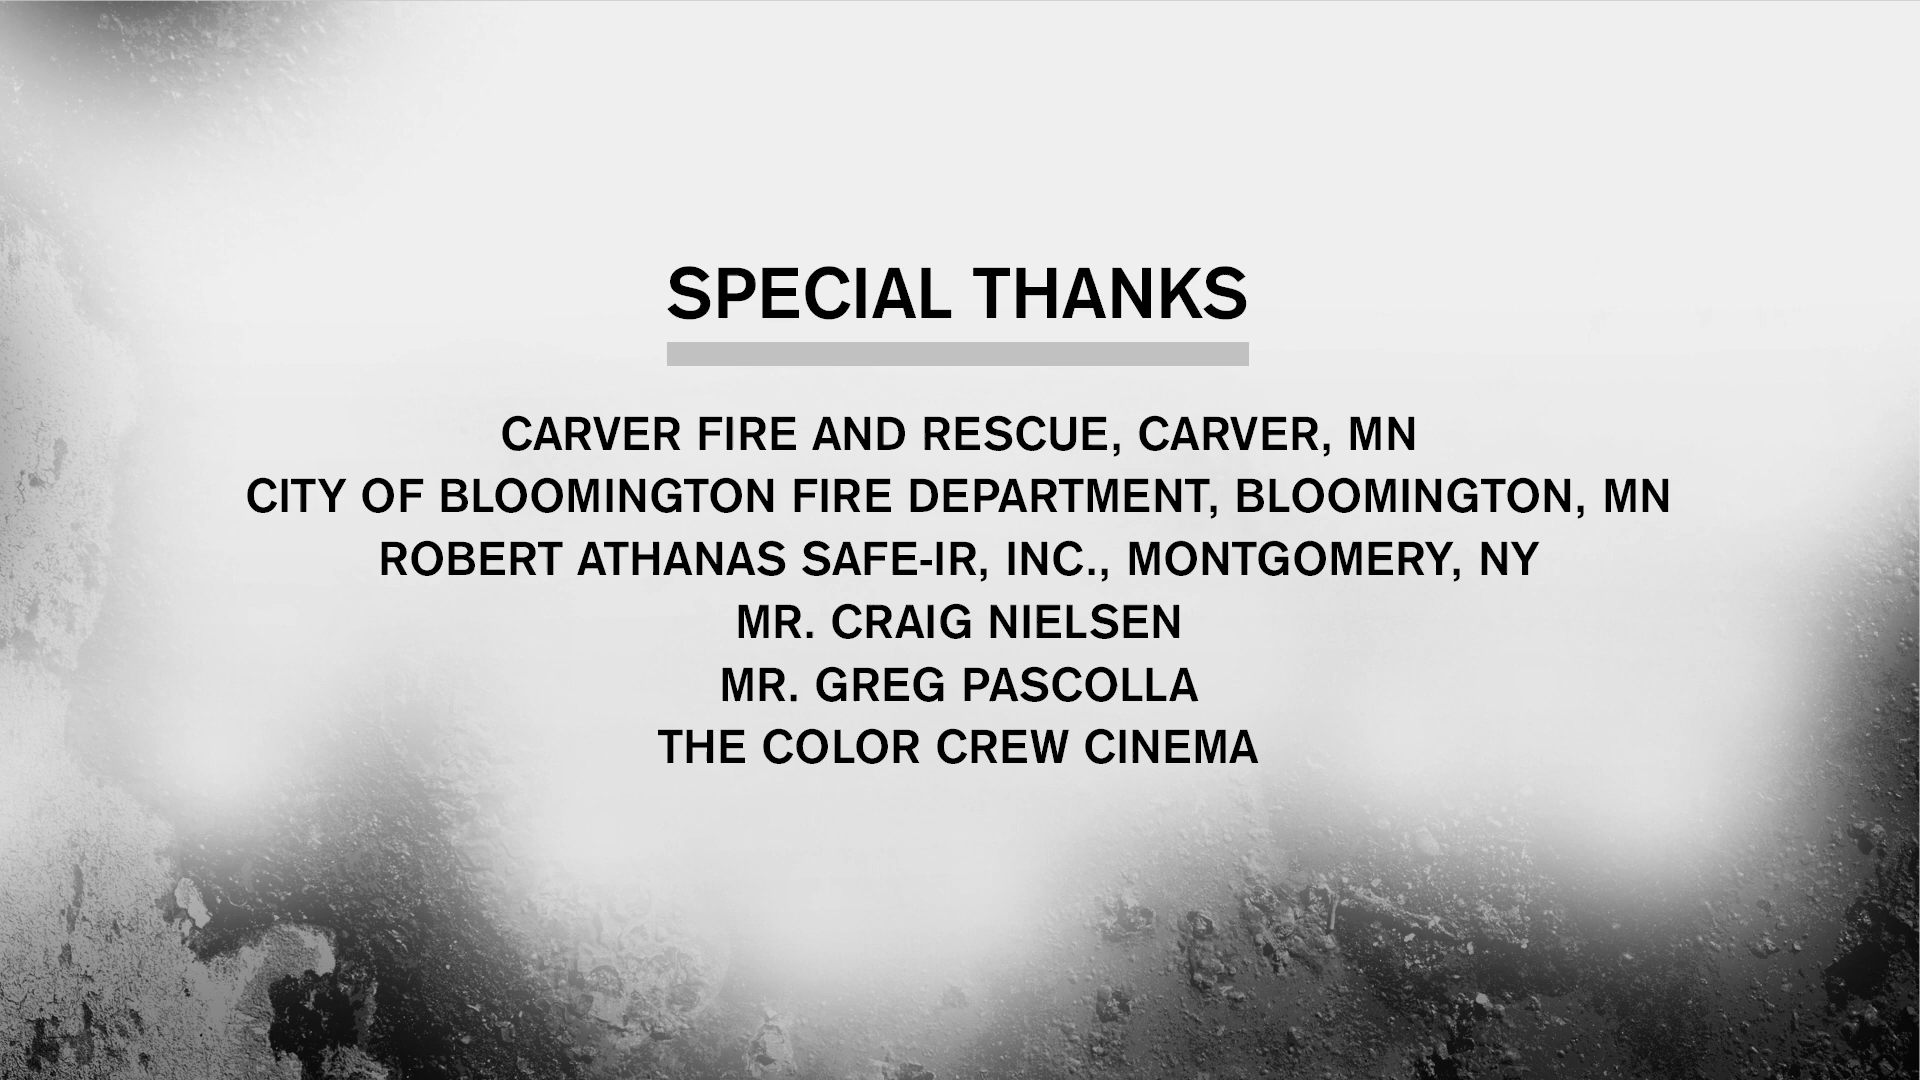 SPECIAL THANKS
CARVER FIRE AND RESCUE, CARVER, MN
CITY OF BLOOMINGTON FIRE DEPARTMENT, BLOOMINGTON, MN
ROBERT ATHANAS SAFE-IR, INC., MONTGOMERY, NY
MR. CRAIG NIELSEN
MR. GREG PASCOLLA
THE COLOR CREW CINEMA